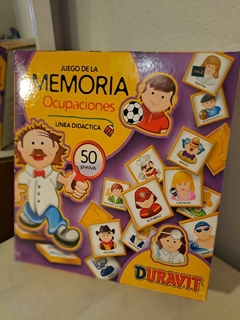 JUEGO DE LA
MEMORIA
Ocupaciones
LINEA DIDACTICA
50
piezas
DURAVIT